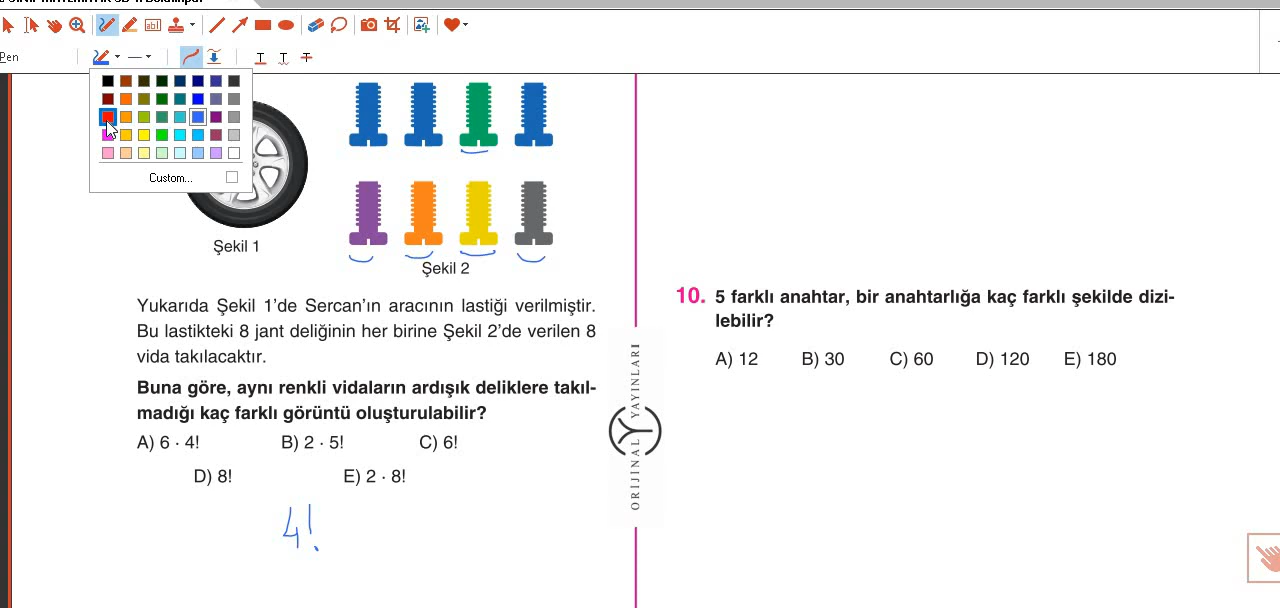 Pen
Custom...
Şekil 1
Şekil 2
Yukarıda Şekil 1'de Sercan'ın aracının lastiği verilmiştir.
Bu lastikteki 8 jant deliğinin her birine Şekil 2'de verilen 8
vida takılacaktır.
Buna göre, aynı renkli vidaların ardışık deliklere takıl-
madığı kaç farklı görüntü oluşturulabilir?
A) 6 · 4!
B) 2 · 5!
C) 6!
D) 8!
E) 2 · 8!
4!
ORİJİNAL YAYINLARI
10. 5 farklı anahtar, bir anahtarlığa kaç farklı şekilde dizi-
lebilir?
A) 12
B) 30
C) 60
D) 120
E) 180